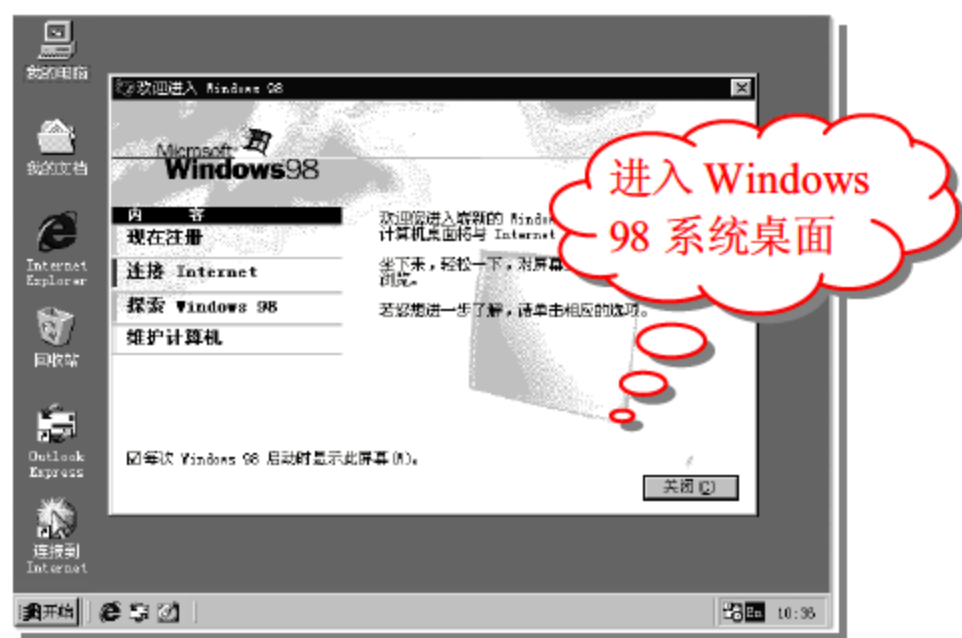 我的电脑
我的文档
Internet
Explorer
回收站
Outlook
Express
连接到
Internet
欢迎进入 Windows 98
Microsoft
Windows98
内 容
现在注册
连接 Internet
探索 Windows 98
维护计算机
欢迎您进入崭新的
计算机桌面将与 Internet
坐下来，轻松一下，对屏幕
浏览。
若您想进一步了解，请单击相应的选项。
每次 Windows 98 启动时显示此屏幕(W)。
关闭(C)
进入 Windows
98 系统桌面
开始
En
10:36